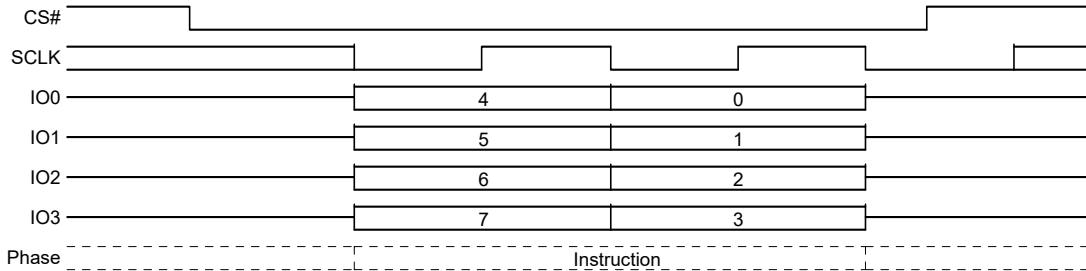 CS#
SCLK
IO0 4 0
IO1 5 1
IO2 6 2
IO3 7 3
Phase Instruction